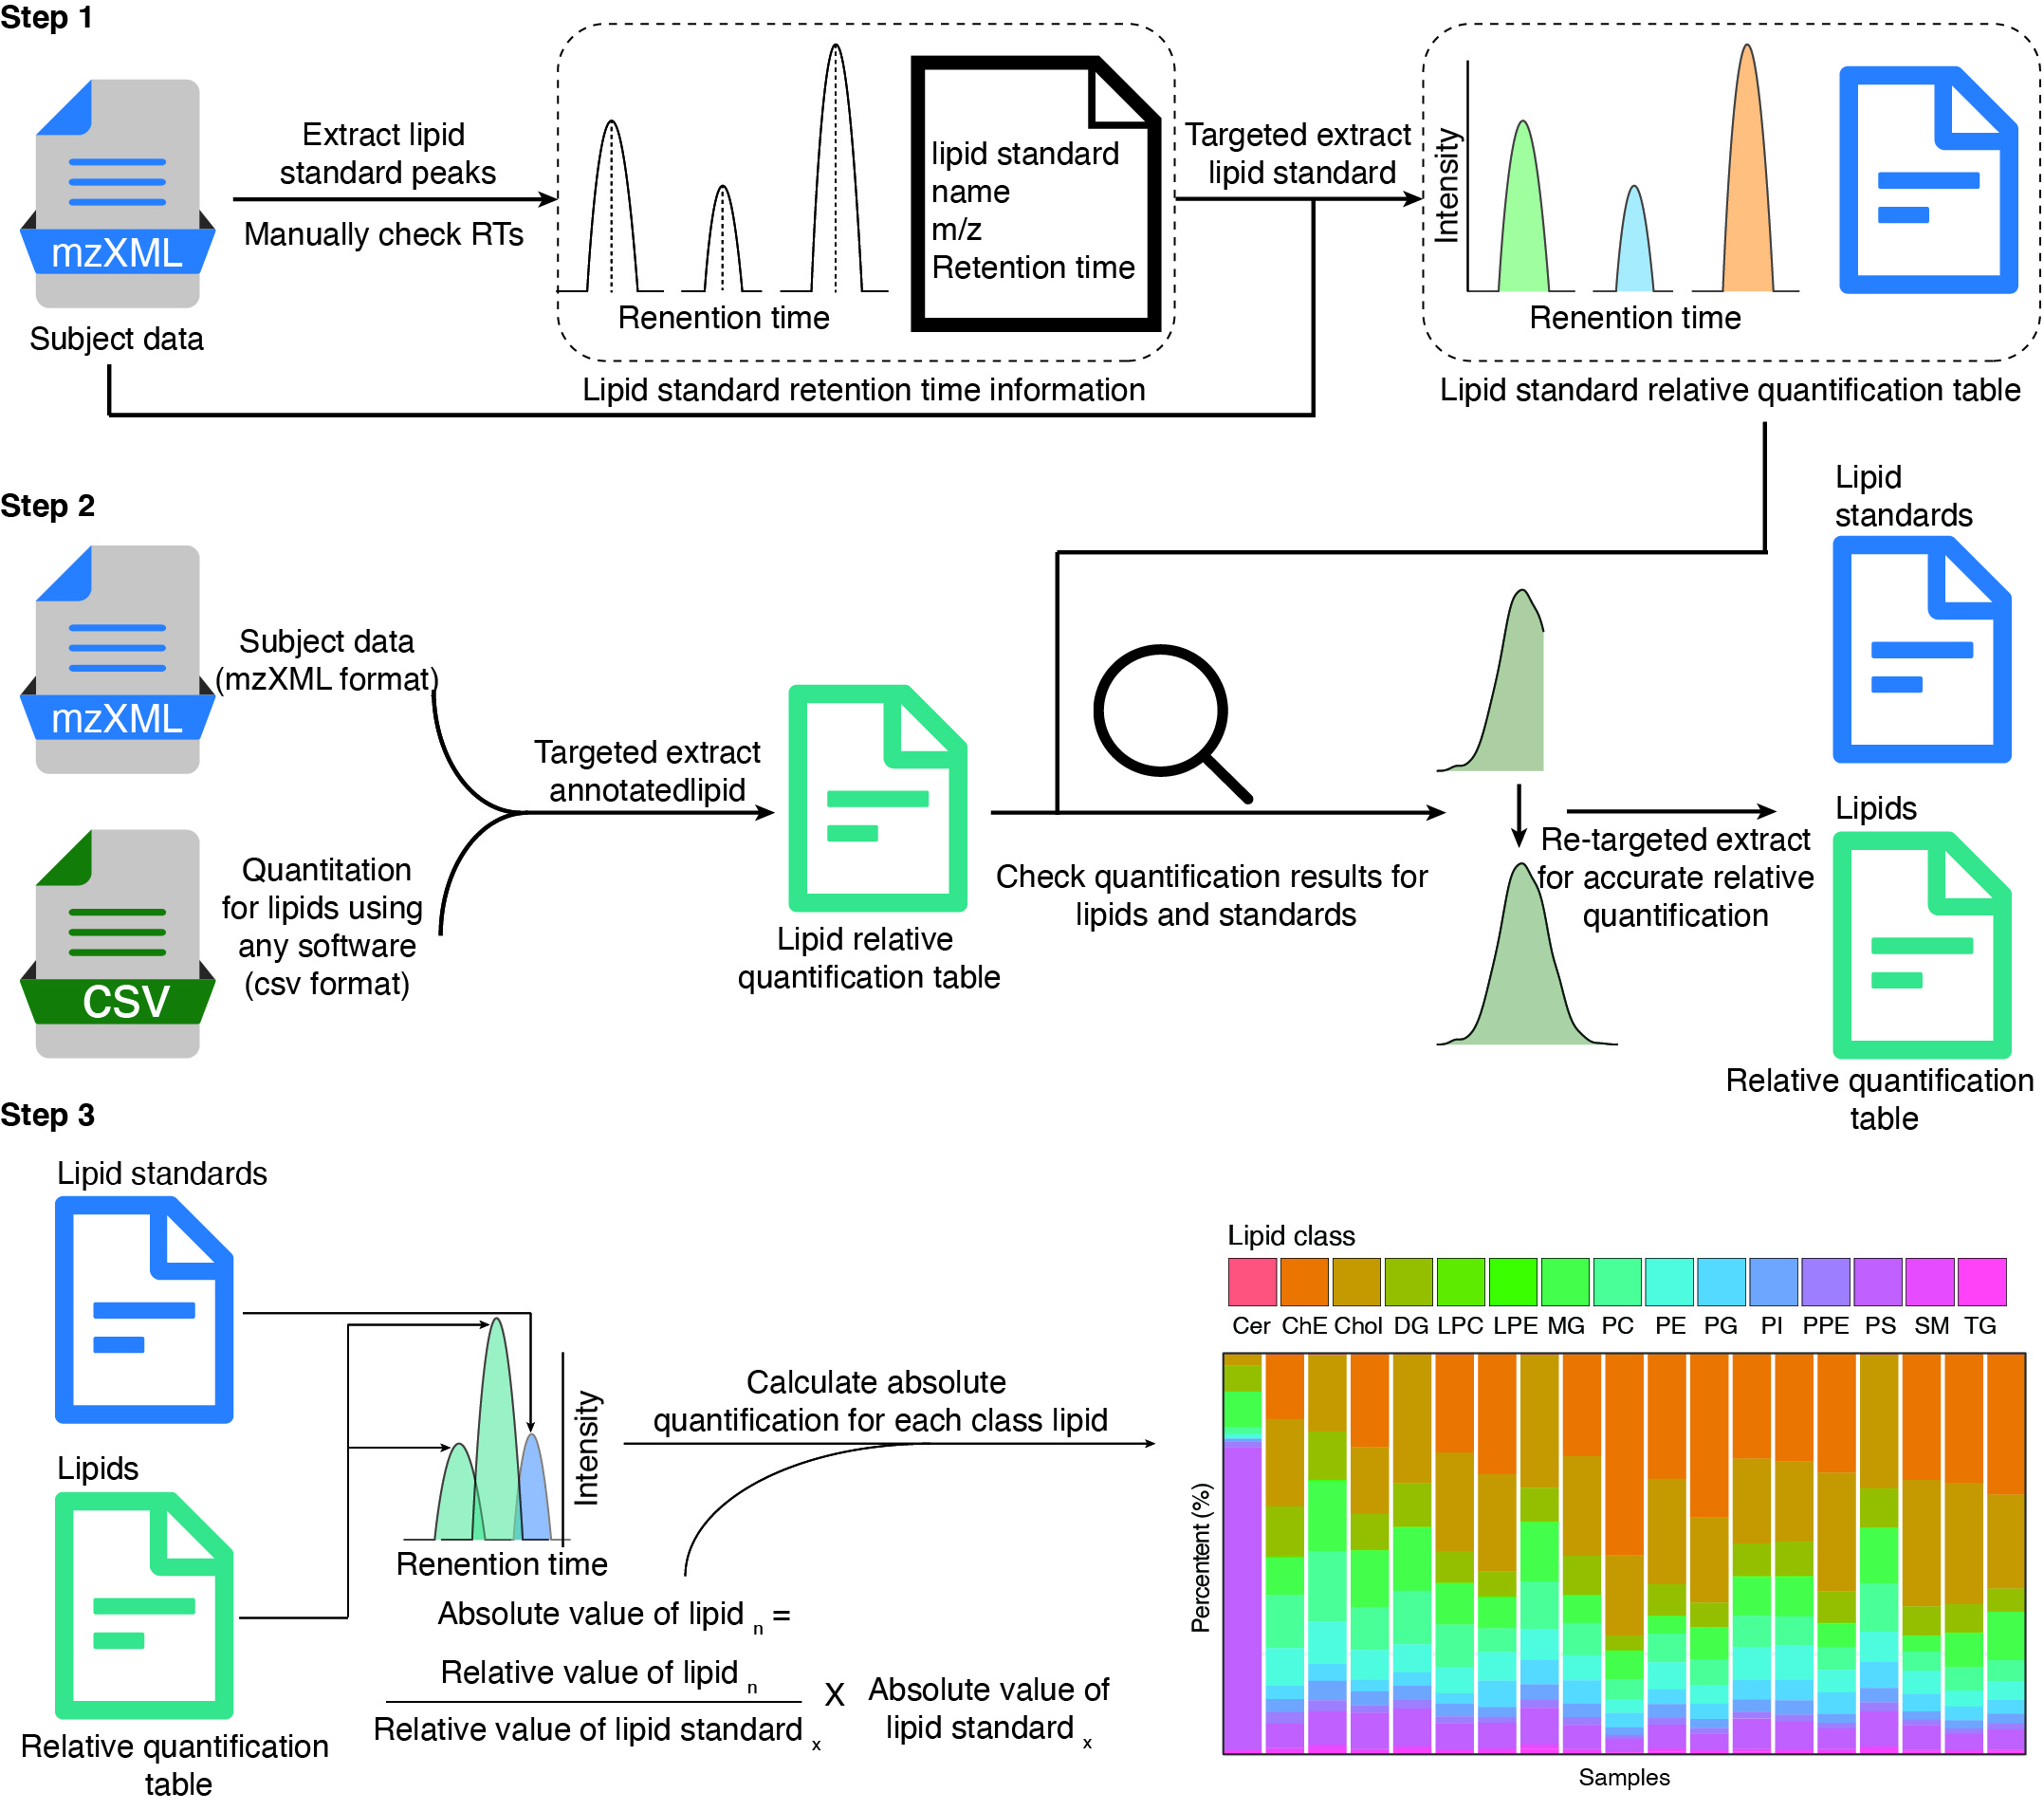 Step 1
mzXML
Subject data
Extract lipid
standard peaks
Manually check RTs
Renention time
lipid standard
name
m/z
Retention time
Lipid standard retention time information
Targeted extract
lipid standard
Intensity
Renention time
Lipid standard relative quantification table
Step 2
mzXML
Subject data
(mzXML format)
CSV
Quantitation
for lipids using
any software
(csv format)
Targeted extract
annotatedlipid
Lipid relative
quantification table
Check quantification results for
lipids and standards
Re-targeted extract
for accurate relative
quantification
Lipid
standards
Lipids
Relative quantification
table
Step 3
Lipid standards
Lipids
Relative quantification
table
Intensity
Renention time
Calculate absolute
quantification for each class lipid
Absolute value of lipid n =
Relative value of lipid n
Relative value of lipid standard x
X
Absolute value of
lipid standard x
Lipid class
Cer ChE Chol DG LPC LPE MG PC PE PG PI PPE PS SM TG
Percentent (%)
Samples